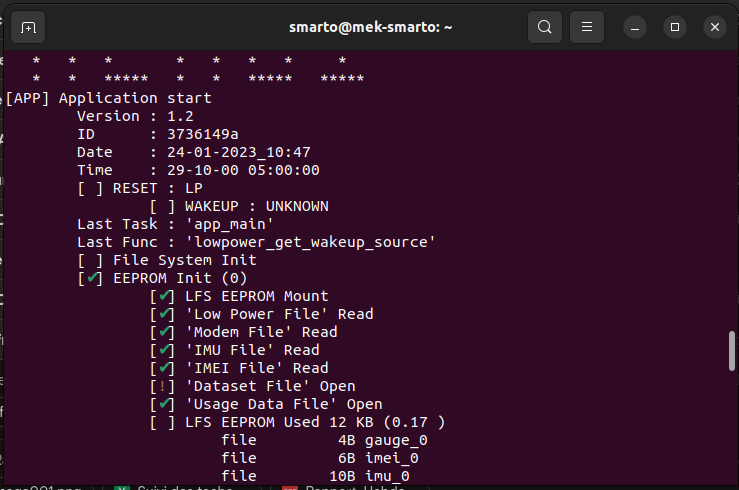 smarto@mek-smarto: ~
* * * * * * * *
* * ***** * * ***** *****
[APP] Application start
Version : 1.2
ID : 3736149a
Date : 24-01-2023_10:47
Time : 29-10-00 05:00:00
[ ] RESET : LP
[ ] WAKEUP : UNKNOWN
Last Task : 'app_main'
Last Func : 'lowpower_get_wakeup_source'
[ ] File System Init
[✔] EEPROM Init (0)
[✔] LFS EEPROM Mount
[✔] 'Low Power File' Read
[✔] 'Modem File' Read
[✔] 'IMU File' Read
[✔] 'IMEI File' Read
[!] 'Dataset File' Open
[✔] 'Usage Data File' Open
[ ] LFS EEPROM Used 12 KB (0.17 )
file 4B gauge_0
file 6B imei_0
file 10B imu_0